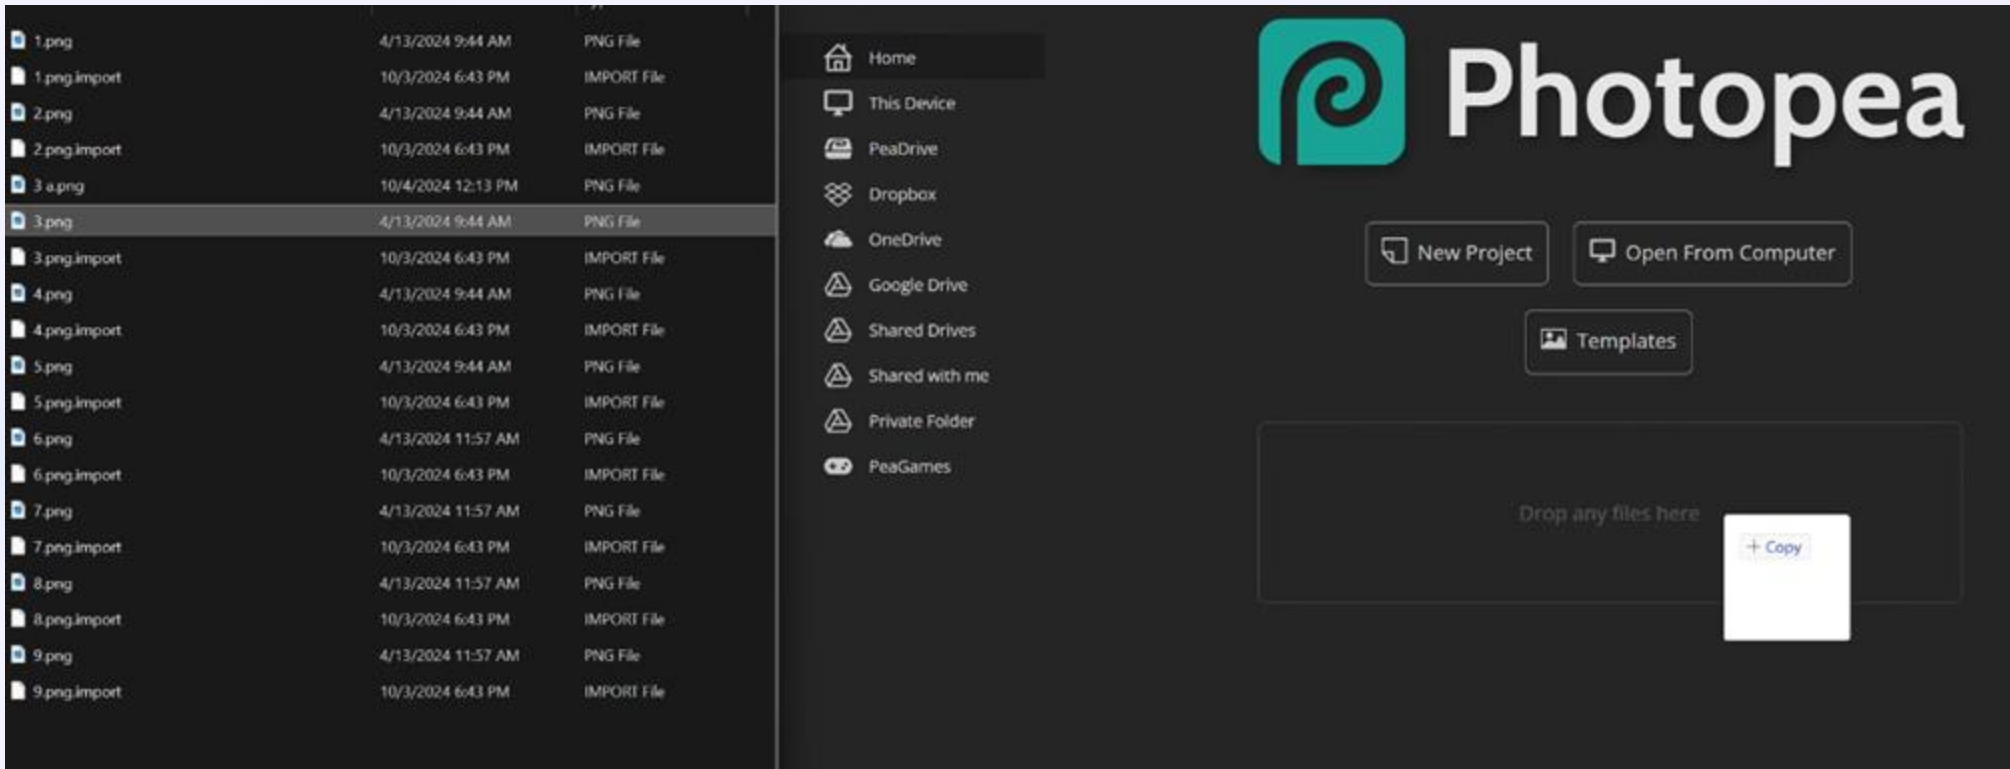 1.png 4/13/2024 9:44 AM PNG File
1.png.import 10/3/2024 6:43 PM IMPORT File
2.png 4/13/2024 9:44 AM PNG File
2.png.import 10/3/2024 6:43 PM IMPORT File
3 a.png 10/4/2024 12:13 PM PNG File
3.png 4/13/2024 9:44 AM PNG File
3.png.import 10/3/2024 6:43 PM IMPORT File
4.png 4/13/2024 9:44 AM PNG File
4.png.import 10/3/2024 6:43 PM IMPORT File
5.png 4/13/2024 9:44 AM PNG File
5.png.import 10/3/2024 6:43 PM IMPORT File
6.png 4/13/2024 11:57 AM PNG File
6.png.import 10/3/2024 6:43 PM IMPORT File
7.png 4/13/2024 11:57 AM PNG File
7.png.import 10/3/2024 6:43 PM IMPORT File
8.png 4/13/2024 11:57 AM PNG File
8.png.import 10/3/2024 6:43 PM IMPORT File
9.png 4/13/2024 11:57 AM PNG File
9.png.import 10/3/2024 6:43 PM IMPORT File
Home
This Device
PeaDrive
Dropbox
OneDrive
Google Drive
Shared Drives
Shared with me
Private Folder
PeaGames
Photopea
New Project
Open From Computer
Templates
Drop any files here
+ Copy